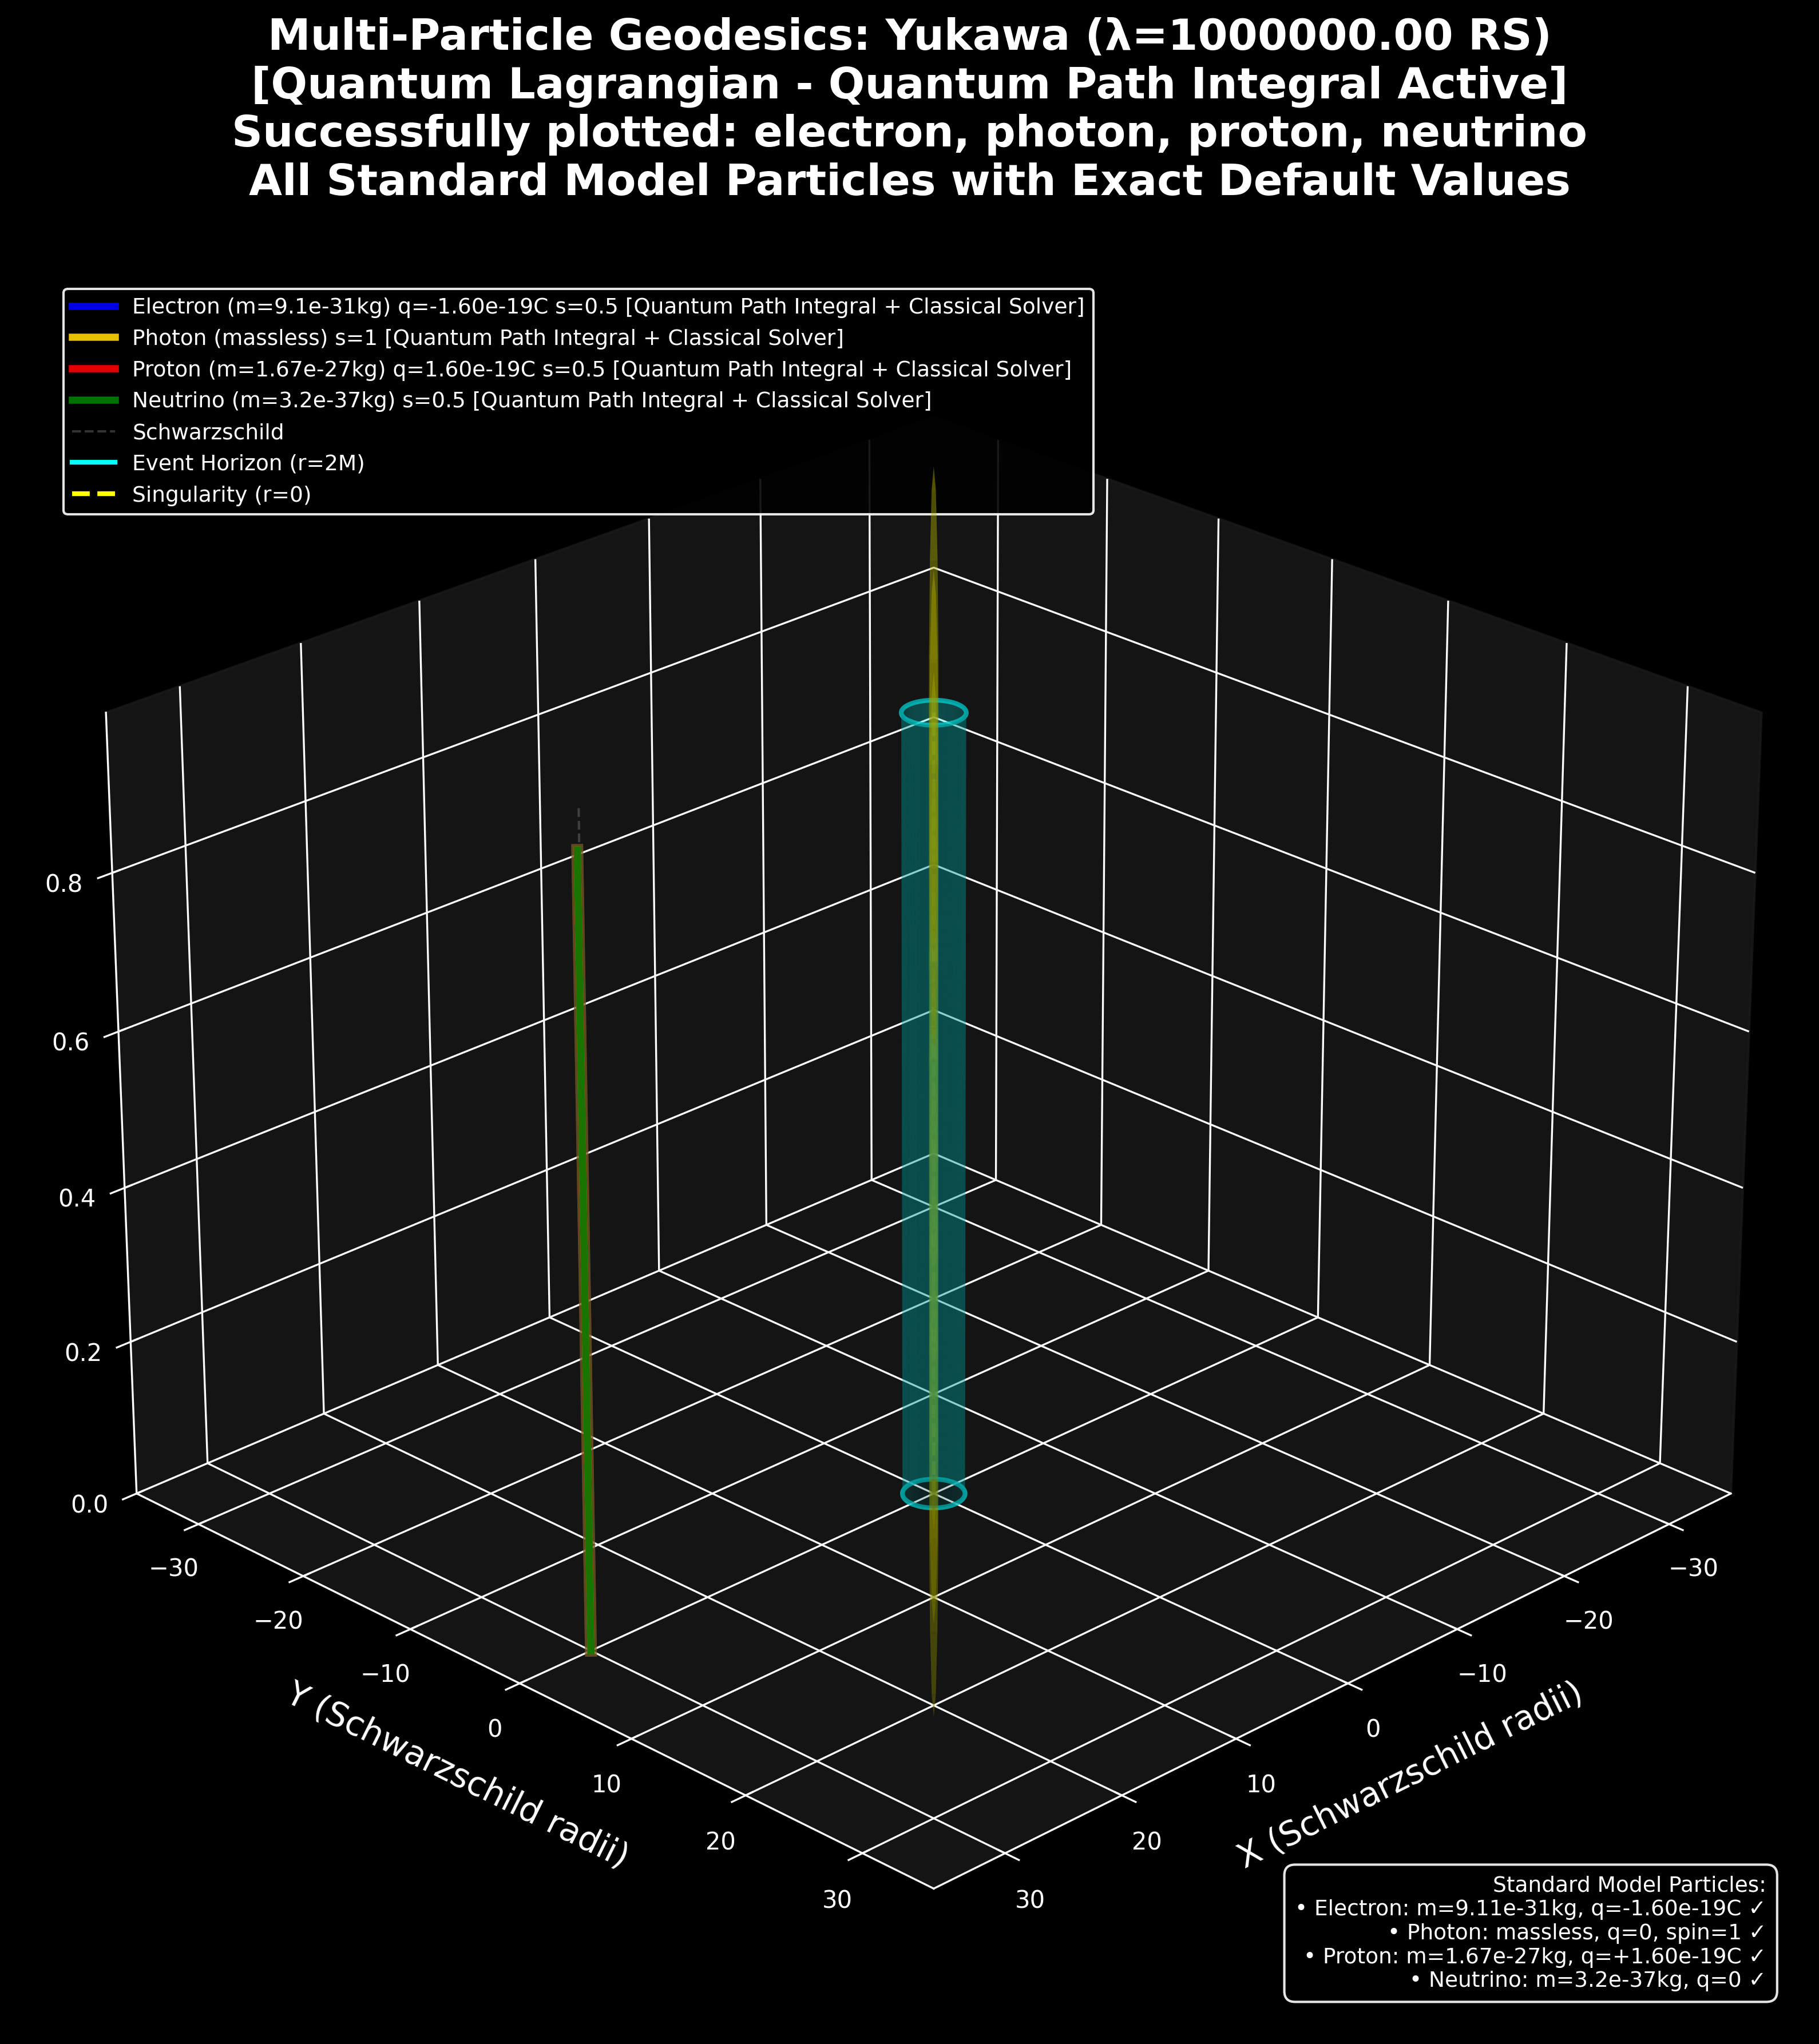 Multi-Particle Geodesics: Yukawa (λ=1000000.00 RS)
[Quantum Lagrangian - Quantum Path Integral Active]
Successfully plotted: electron, photon, proton, neutrino
All Standard Model Particles with Exact Default Values
Electron (m=9.1e-31kg) q=-1.60e-19C s=0.5 [Quantum Path Integral + Classical Solver]
Photon (massless) s=1 [Quantum Path Integral + Classical Solver]
Proton (m=1.67e-27kg) q=1.60e-19C s=0.5 [Quantum Path Integral + Classical Solver]
Neutrino (m=3.2e-37kg) s=0.5 [Quantum Path Integral + Classical Solver]
Schwarzschild
Event Horizon (r=2M)
Singularity (r=0)
0.8
0.6
0.4
0.2
0.0
−30
−20
−10
0
10
20
30
Y (Schwarzschild radii)
−30
−20
−10
0
10
20
30
X (Schwarzschild radii)
Standard Model Particles:
• Electron: m=9.11e-31kg, q=-1.60e-19C ✓
• Photon: massless, q=0, spin=1 ✓
• Proton: m=1.67e-27kg, q=+1.60e-19C ✓
• Neutrino: m=3.2e-37kg, q=0 ✓